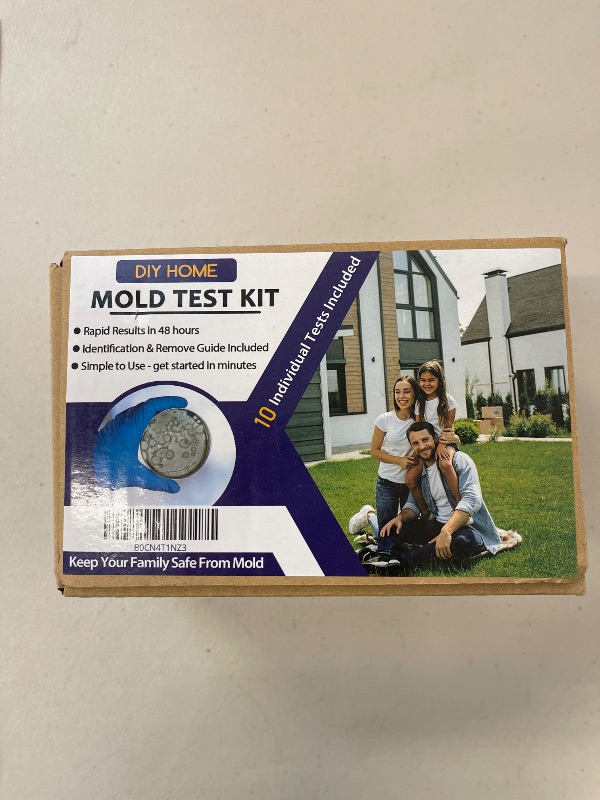 DIY HOME
MOLD TEST KIT
● Rapid Results in 48 hours
● Identification & Remove Guide Included
● Simple to Use - get started in minutes
10 Individual Tests Included
B0CN4T1NZ3
Keep Your Family Safe From Mold